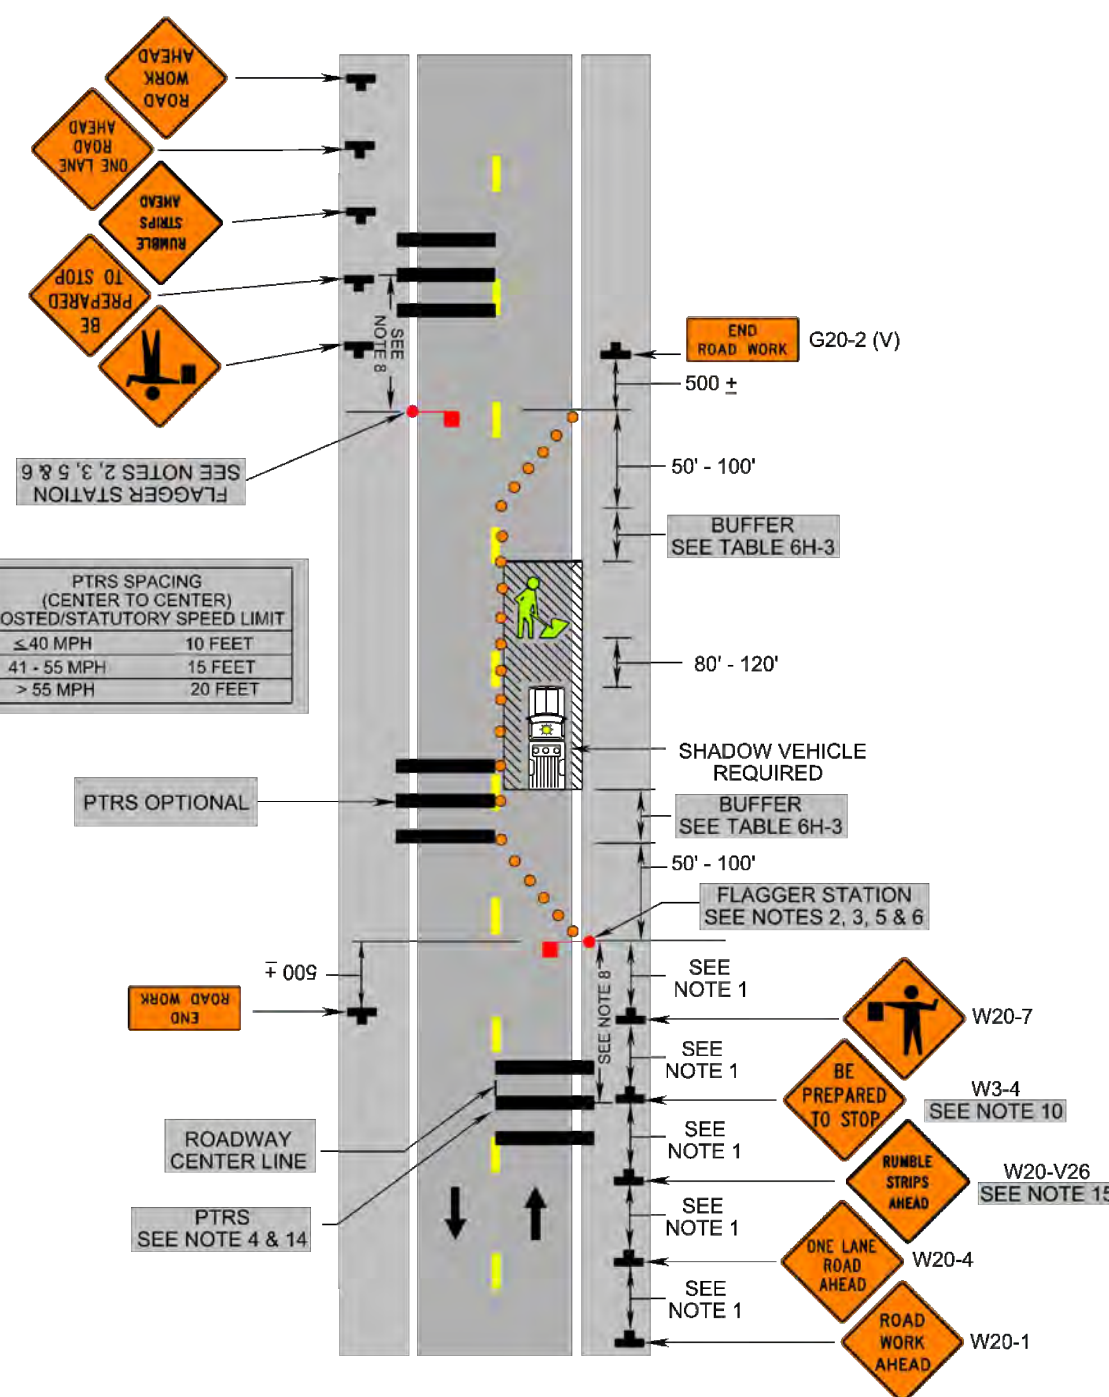 ROAD
WORK
AHEAD
ONE LANE
ROAD
AHEAD
RUMBLE
STRIPS
AHEAD
BE
PREPARED
TO STOP
SEE
NOTE 8
FLAGGER STATION
SEE NOTES 2, 3, 5 & 6
END
ROAD WORK
G20-2 (V)
500 ±
50' - 100'
BUFFER
SEE TABLE 6H-3
PTRS SPACING
(CENTER TO CENTER)
OSTED/STATUTORY SPEED LIMIT
≤40 MPH 10 FEET
41 - 55 MPH 15 FEET
> 55 MPH 20 FEET
80' - 120'
SHADOW VEHICLE
REQUIRED
PTRS OPTIONAL
BUFFER
SEE TABLE 6H-3
50' - 100'
FLAGGER STATION
SEE NOTES 2, 3, 5 & 6
500 ±
END
ROAD WORK
SEE NOTE 8
SEE
NOTE 1
W20-7
SEE
NOTE 1
BE
PREPARED
TO STOP
W3-4
SEE NOTE 10
ROADWAY
CENTER LINE
SEE
NOTE 1
RUMBLE
STRIPS
AHEAD
W20-V26
SEE NOTE 15
PTRS
SEE NOTE 4 & 14
SEE
NOTE 1
ONE LANE
ROAD
AHEAD
W20-4
SEE
NOTE 1
ROAD
WORK
AHEAD
W20-1